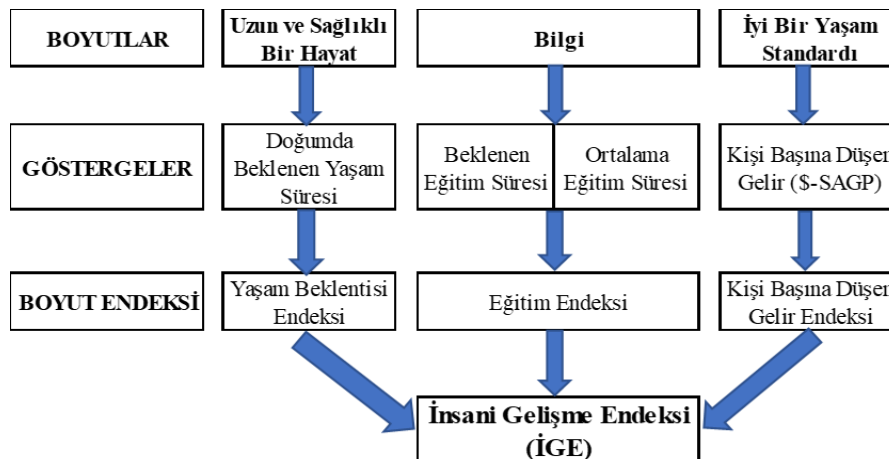 BOYUTLAR
Uzun ve Sağlıklı
Bir Hayat
Bilgi
İyi Bir Yaşam
Standardı
GÖSTERGELER
Doğumda
Beklenen Yaşam
Süresi
Beklenen
Eğitim Süresi
Ortalama
Eğitim Süresi
Kişi Başına Düşen
Gelir ($-SAGP)
BOYUT ENDEKSİ
Yaşam Beklentisi
Endeksi
Eğitim Endeksi
Kişi Başına Düşen
Gelir Endeksi
İnsani Gelişme Endeksi
(İGE)